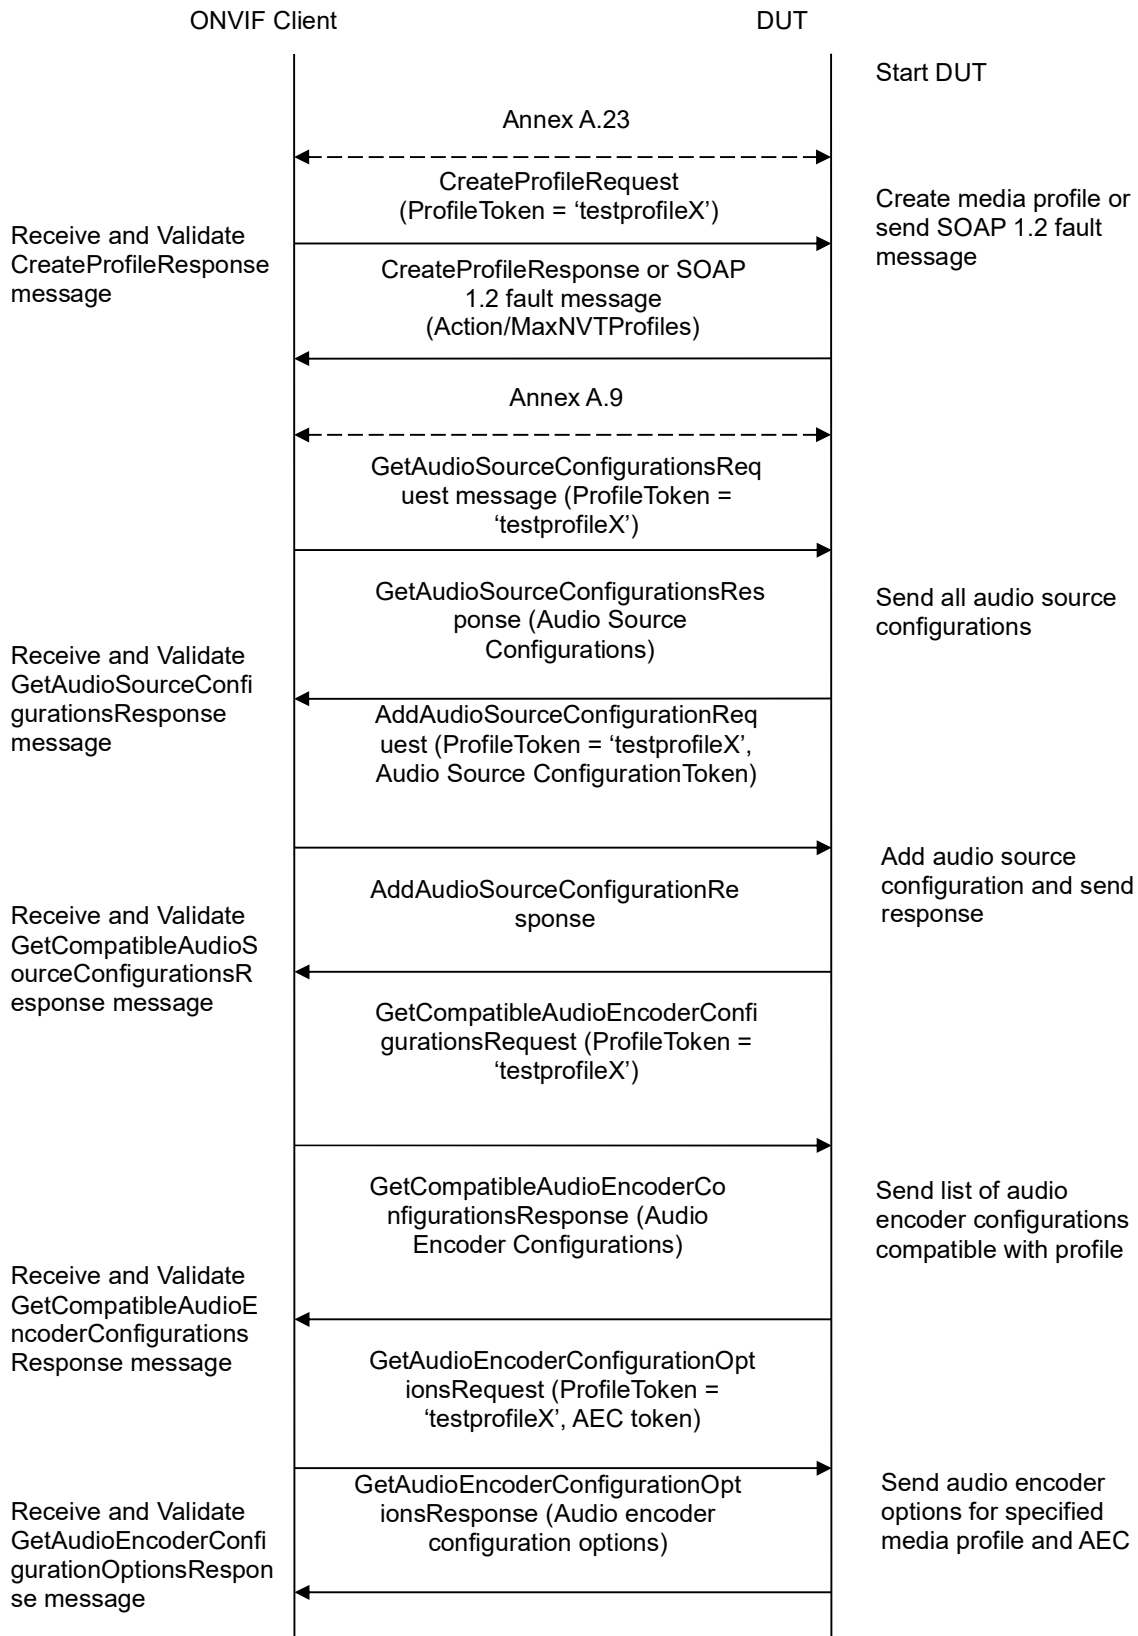 ONVIF Client
DUT
Start DUT
Annex A.23
CreateProfileRequest
(ProfileToken = ‘testprofileX’)
Create media profile or
send SOAP 1.2 fault
message
Receive and Validate
CreateProfileResponse
message
CreateProfileResponse or SOAP
1.2 fault message
(Action/MaxNVTProfiles)
Annex A.9
GetAudioSourceConfigurationsReq
uest message (ProfileToken =
‘testprofileX’)
GetAudioSourceConfigurationsRes
ponse (Audio Source
Configurations)
Send all audio source
configurations
Receive and Validate
GetAudioSourceConfi
gurationsResponse
message
AddAudioSourceConfigurationReq
uest (ProfileToken = ‘testprofileX’,
Audio Source ConfigurationToken)
Add audio source
configuration and send
response
AddAudioSourceConfigurationRe
sponse
Receive and Validate
GetCompatibleAudioS
ourceConfigurationsR
esponse message
GetCompatibleAudioEncoderConfi
gurationsRequest (ProfileToken =
‘testprofileX’)
GetCompatibleAudioEncoderCo
nfigurationsResponse (Audio
Encoder Configurations)
Send list of audio
encoder configurations
compatible with profile
Receive and Validate
GetCompatibleAudioE
ncoderConfigurations
Response message
GetAudioEncoderConfigurationOpt
ionsRequest (ProfileToken =
‘testprofileX’, AEC token)
GetAudioEncoderConfigurationOpt
ionsResponse (Audio encoder
configuration options)
Send audio encoder
options for specified
media profile and AEC
Receive and Validate
GetAudioEncoderConfi
gurationOptionsRespon
se message